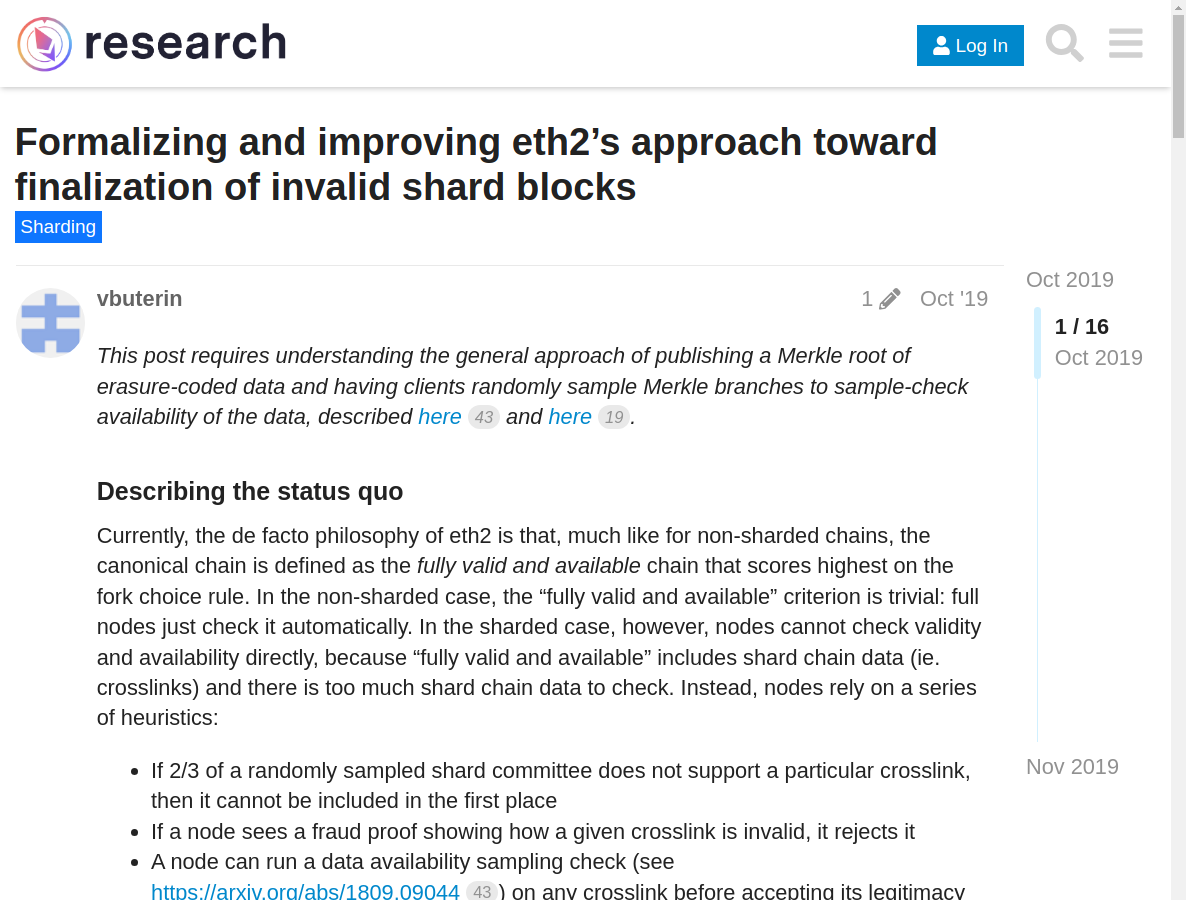 research
Log In
Formalizing and improving eth2’s approach toward
finalization of invalid shard blocks
Sharding
vbuterin
1
Oct '19
Oct 2019
1 / 16
Oct 2019
This post requires understanding the general approach of publishing a Merkle root of
erasure-coded data and having clients randomly sample Merkle branches to sample-check
availability of the data, described here 43 and here 19.
Describing the status quo
Currently, the de facto philosophy of eth2 is that, much like for non-sharded chains, the
canonical chain is defined as the fully valid and available chain that scores highest on the
fork choice rule. In the non-sharded case, the “fully valid and available” criterion is trivial: full
nodes just check it automatically. In the sharded case, however, nodes cannot check validity
and availability directly, because “fully valid and available” includes shard chain data (ie.
crosslinks) and there is too much shard chain data to check. Instead, nodes rely on a series
of heuristics:
Nov 2019
• If 2/3 of a randomly sampled shard committee does not support a particular crosslink,
then it cannot be included in the first place
• If a node sees a fraud proof showing how a given crosslink is invalid, it rejects it
• A node can run a data availability sampling check (see
https://arxiv.org/abs/1809.09044 43) on any crosslink before accepting its legitimacy